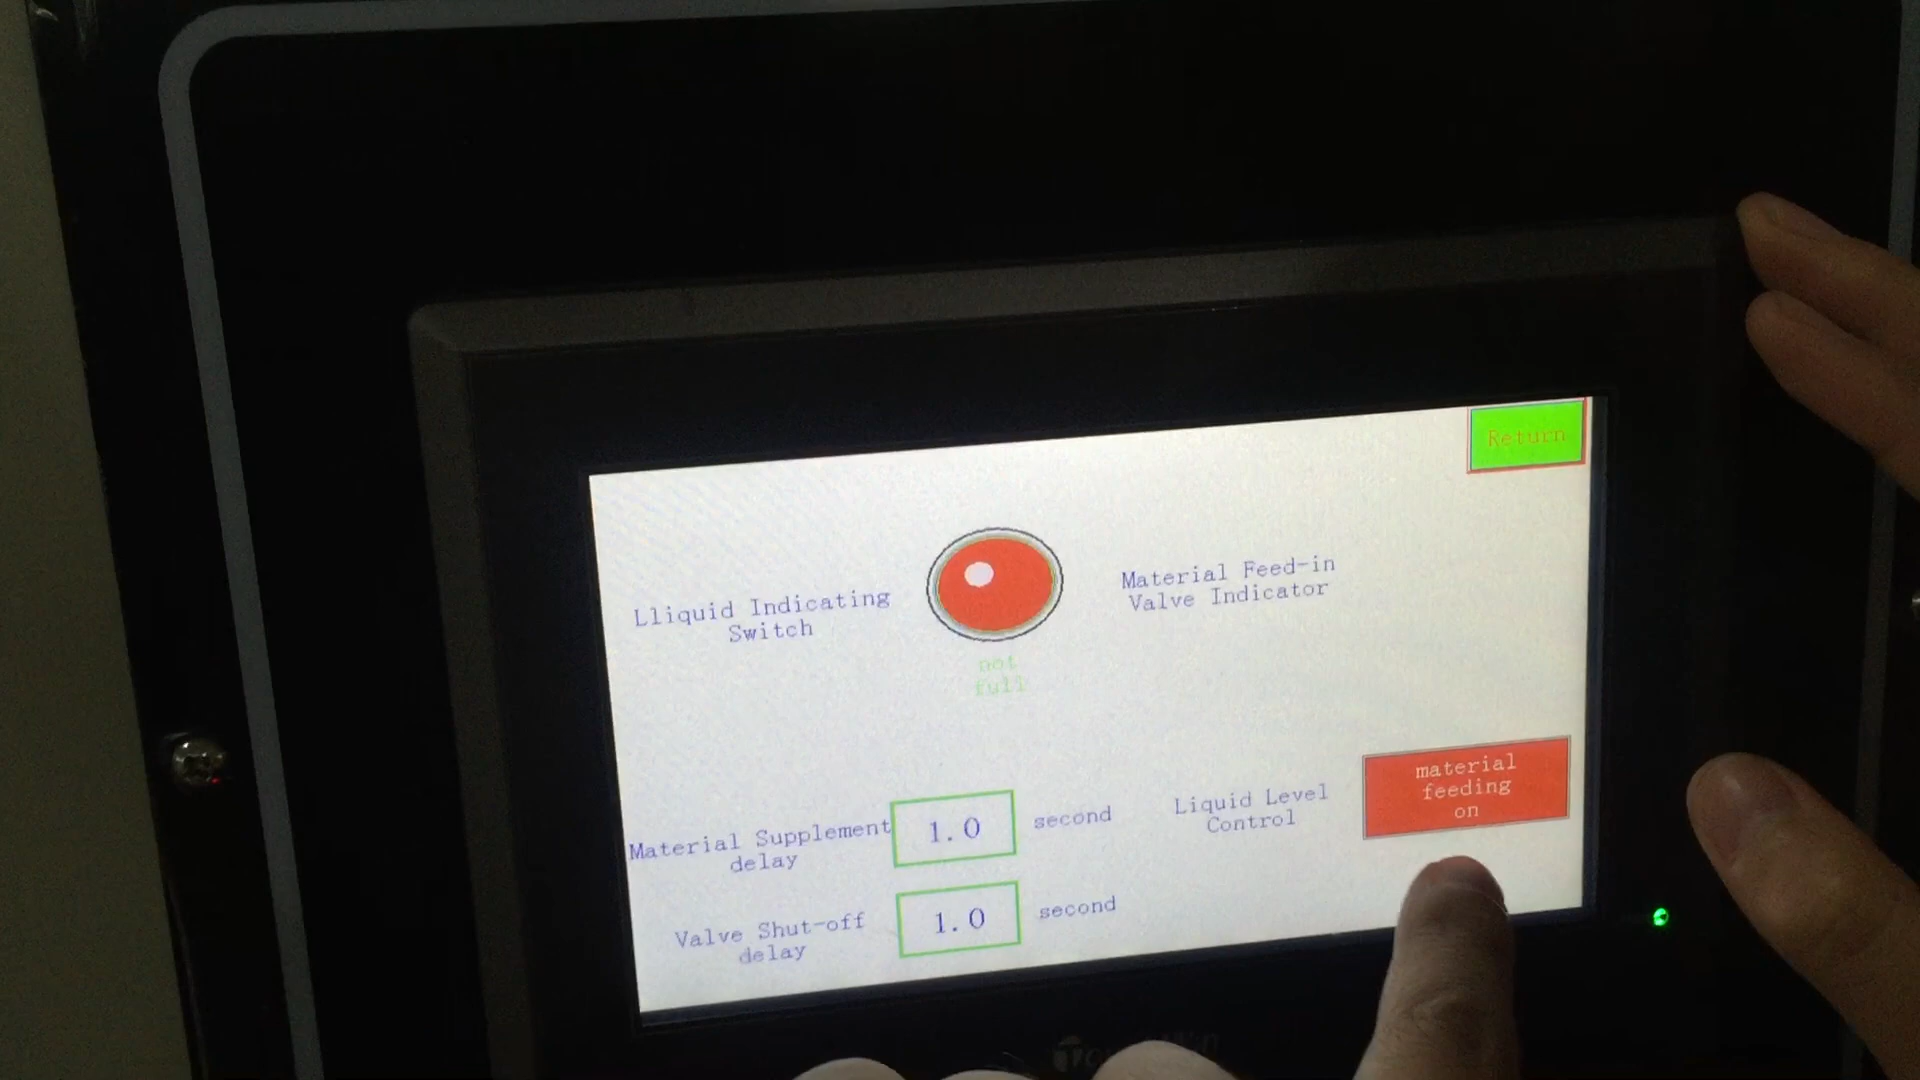 Return
Lliquid Indicating
Switch
not
full
Material Feed-in
Valve Indicator
Material Supplement
delay
1.0
second
Liquid Level
Control
material
feeding
on
Valve Shut-off
delay
1.0
second